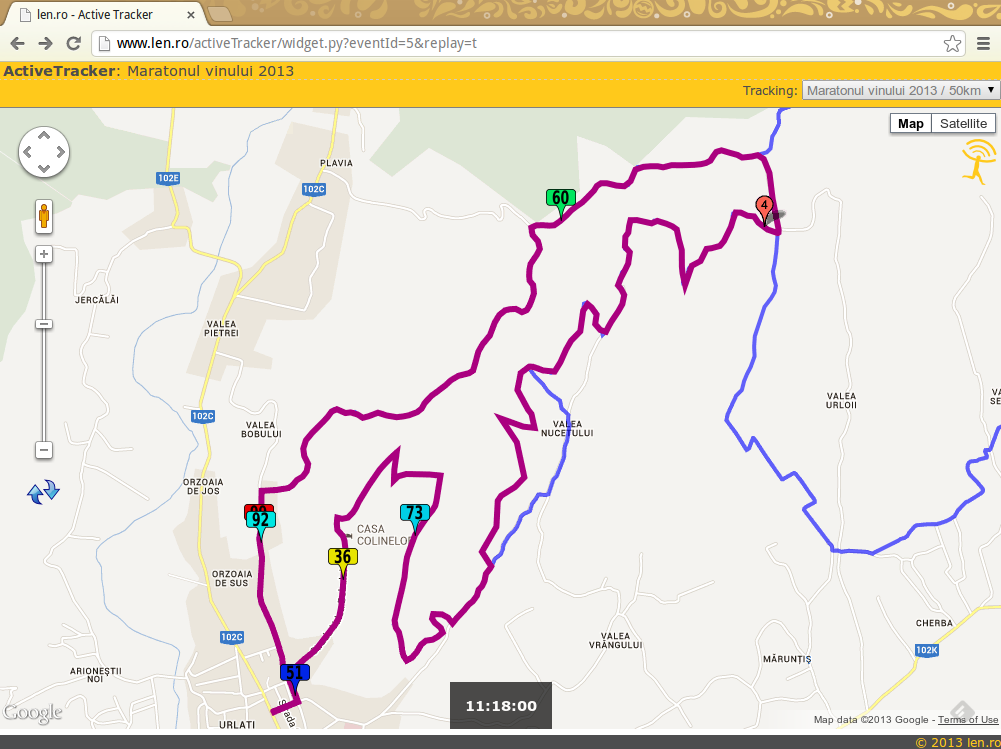 len.ro - Active Tracker
www.len.ro/activeTracker/widget.py?eventId=5&replay=t
ActiveTracker: Maratonul vinului 2013
Tracking: Maratonul vinului 2013 / 50km
Map Satellite
PLAVIA
102E
102C
60
4
JERCĂLĂI
VALEA
PIETREI
VALEA
URLOII
102C
VALEA
BOBULUI
VALEA
NUCETULUI
VA
SE
ORZOAIA
DE JOS
92
73
CASA
COLINELOR
36
ORZOAIA
DE SUS
102C
CHERBA
VALEA
VRÂNGULUI
102K
MĂRUNȚIȘ
ARIONEȘTII
NOI
51
Strada
11:18:00
Google
URLATI
Map data ©2013 Google - Terms of Use
© 2013 len.ro